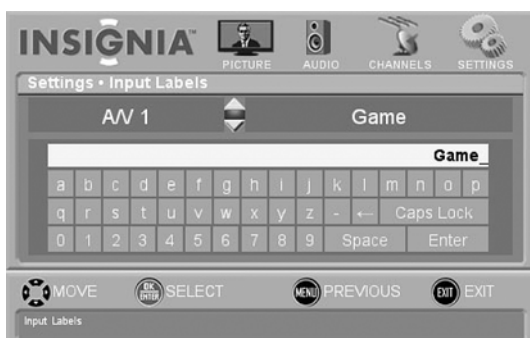 INSIGNIA™
PICTURE AUDIO CHANNELS SETTINGS
Settings • Input Labels
A/V 1 Game
Game_
a b c d e f g h i j k l m n o p
q r s t u v w x y z - ← Caps Lock
0 1 2 3 4 5 6 7 8 9 Space Enter
MOVE OK ENTER SELECT MENU PREVIOUS EXIT EXIT
Input Labels